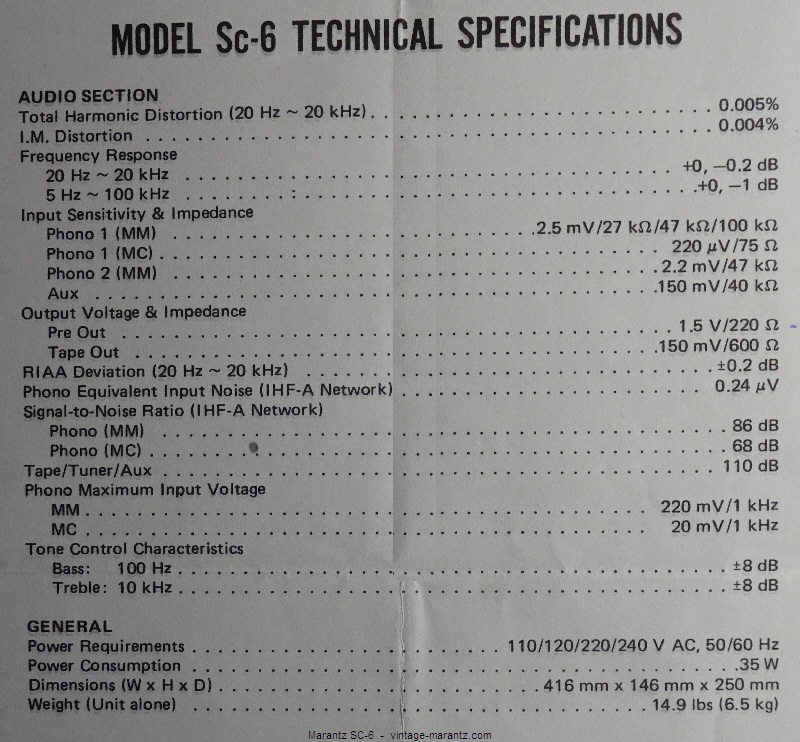 MODEL Sc-6 TECHNICAL SPECIFICATIONS
AUDIO SECTION
Total Harmonic Distortion (20 Hz ~ 20 kHz) . . . . . . . . . . . . . . . . . . . . 0.005%
I.M. Distortion . . . . . . . . . . . . . . . . . . . . 0.004%
Frequency Response
20 Hz ~ 20 kHz . . . . . . . . . . . . . . . . . . . . +0, −0.2 dB
5 Hz ~ 100 kHz . . . . . . . . . . . . . . . . . . . . +0, −1 dB
Input Sensitivity & Impedance
Phono 1 (MM) . . . . . . . . . . . . . . . . . . . . 2.5 mV/27 kΩ/47 kΩ/100 kΩ
Phono 1 (MC) . . . . . . . . . . . . . . . . . . . . 220 μV/75 Ω
Phono 2 (MM) . . . . . . . . . . . . . . . . . . . . 2.2 mV/47 kΩ
Aux . . . . . . . . . . . . . . . . . . . . 150 mV/40 kΩ
Output Voltage & Impedance
Pre Out . . . . . . . . . . . . . . . . . . . . 1.5 V/220 Ω
Tape Out . . . . . . . . . . . . . . . . . . . . 150 mV/600 Ω
RIAA Deviation (20 Hz ~ 20 kHz) . . . . . . . . . . . . . . . . . . . . ±0.2 dB
Phono Equivalent Input Noise (IHF-A Network) . . . . . . . . . . . . . . . . . . . . 0.24 μV
Signal-to-Noise Ratio (IHF-A Network)
Phono (MM) . . . . . . . . . . . . . . . . . . . . 86 dB
Phono (MC) . . . . . . . . . . . . . . . . . . . . 68 dB
Tape/Tuner/Aux . . . . . . . . . . . . . . . . . . . . 110 dB
Phono Maximum Input Voltage
MM . . . . . . . . . . . . . . . . . . . . 220 mV/1 kHz
MC . . . . . . . . . . . . . . . . . . . . 20 mV/1 kHz
Tone Control Characteristics
Bass: 100 Hz . . . . . . . . . . . . . . . . . . . . ±8 dB
Treble: 10 kHz . . . . . . . . . . . . . . . . . . . . ±8 dB
GENERAL
Power Requirements . . . . . . . . . . . . . . . . . . . . 110/120/220/240 V AC, 50/60 Hz
Power Consumption . . . . . . . . . . . . . . . . . . . . 35 W
Dimensions (W x H x D) . . . . . . . . . . . . . . . . . . . . 416 mm x 146 mm x 250 mm
Weight (Unit alone) . . . . . . . . . . . . . . . . . . . . 14.9 lbs (6.5 kg)
Marantz SC-6 - vintage-marantz.com